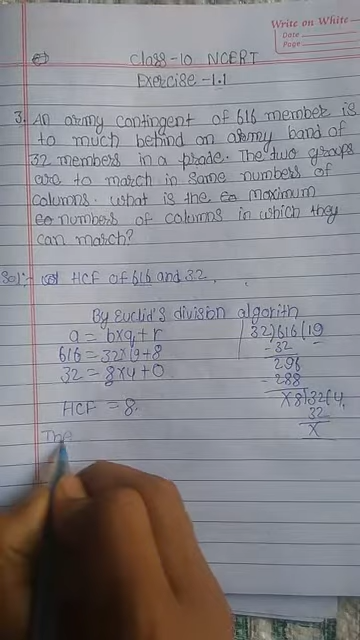 Write on White
Date
Page
Class-10 NCERT
Exercise-1.1
3. An army contingent of 616 member is
to much behind an army band of
32 members in a prade. The two groups
are to march in same numbers of
columns. what is the maximum
numbers of columns in which they
can march?
Sol:- HCF of 616 and 32.
By Euclid's division algorith
a = bxq+r
616 = 32x19+8
32 = 8x4+0
HCF = 8.
32)616(19
-32
296
-288
x8)32(4
32
x
The